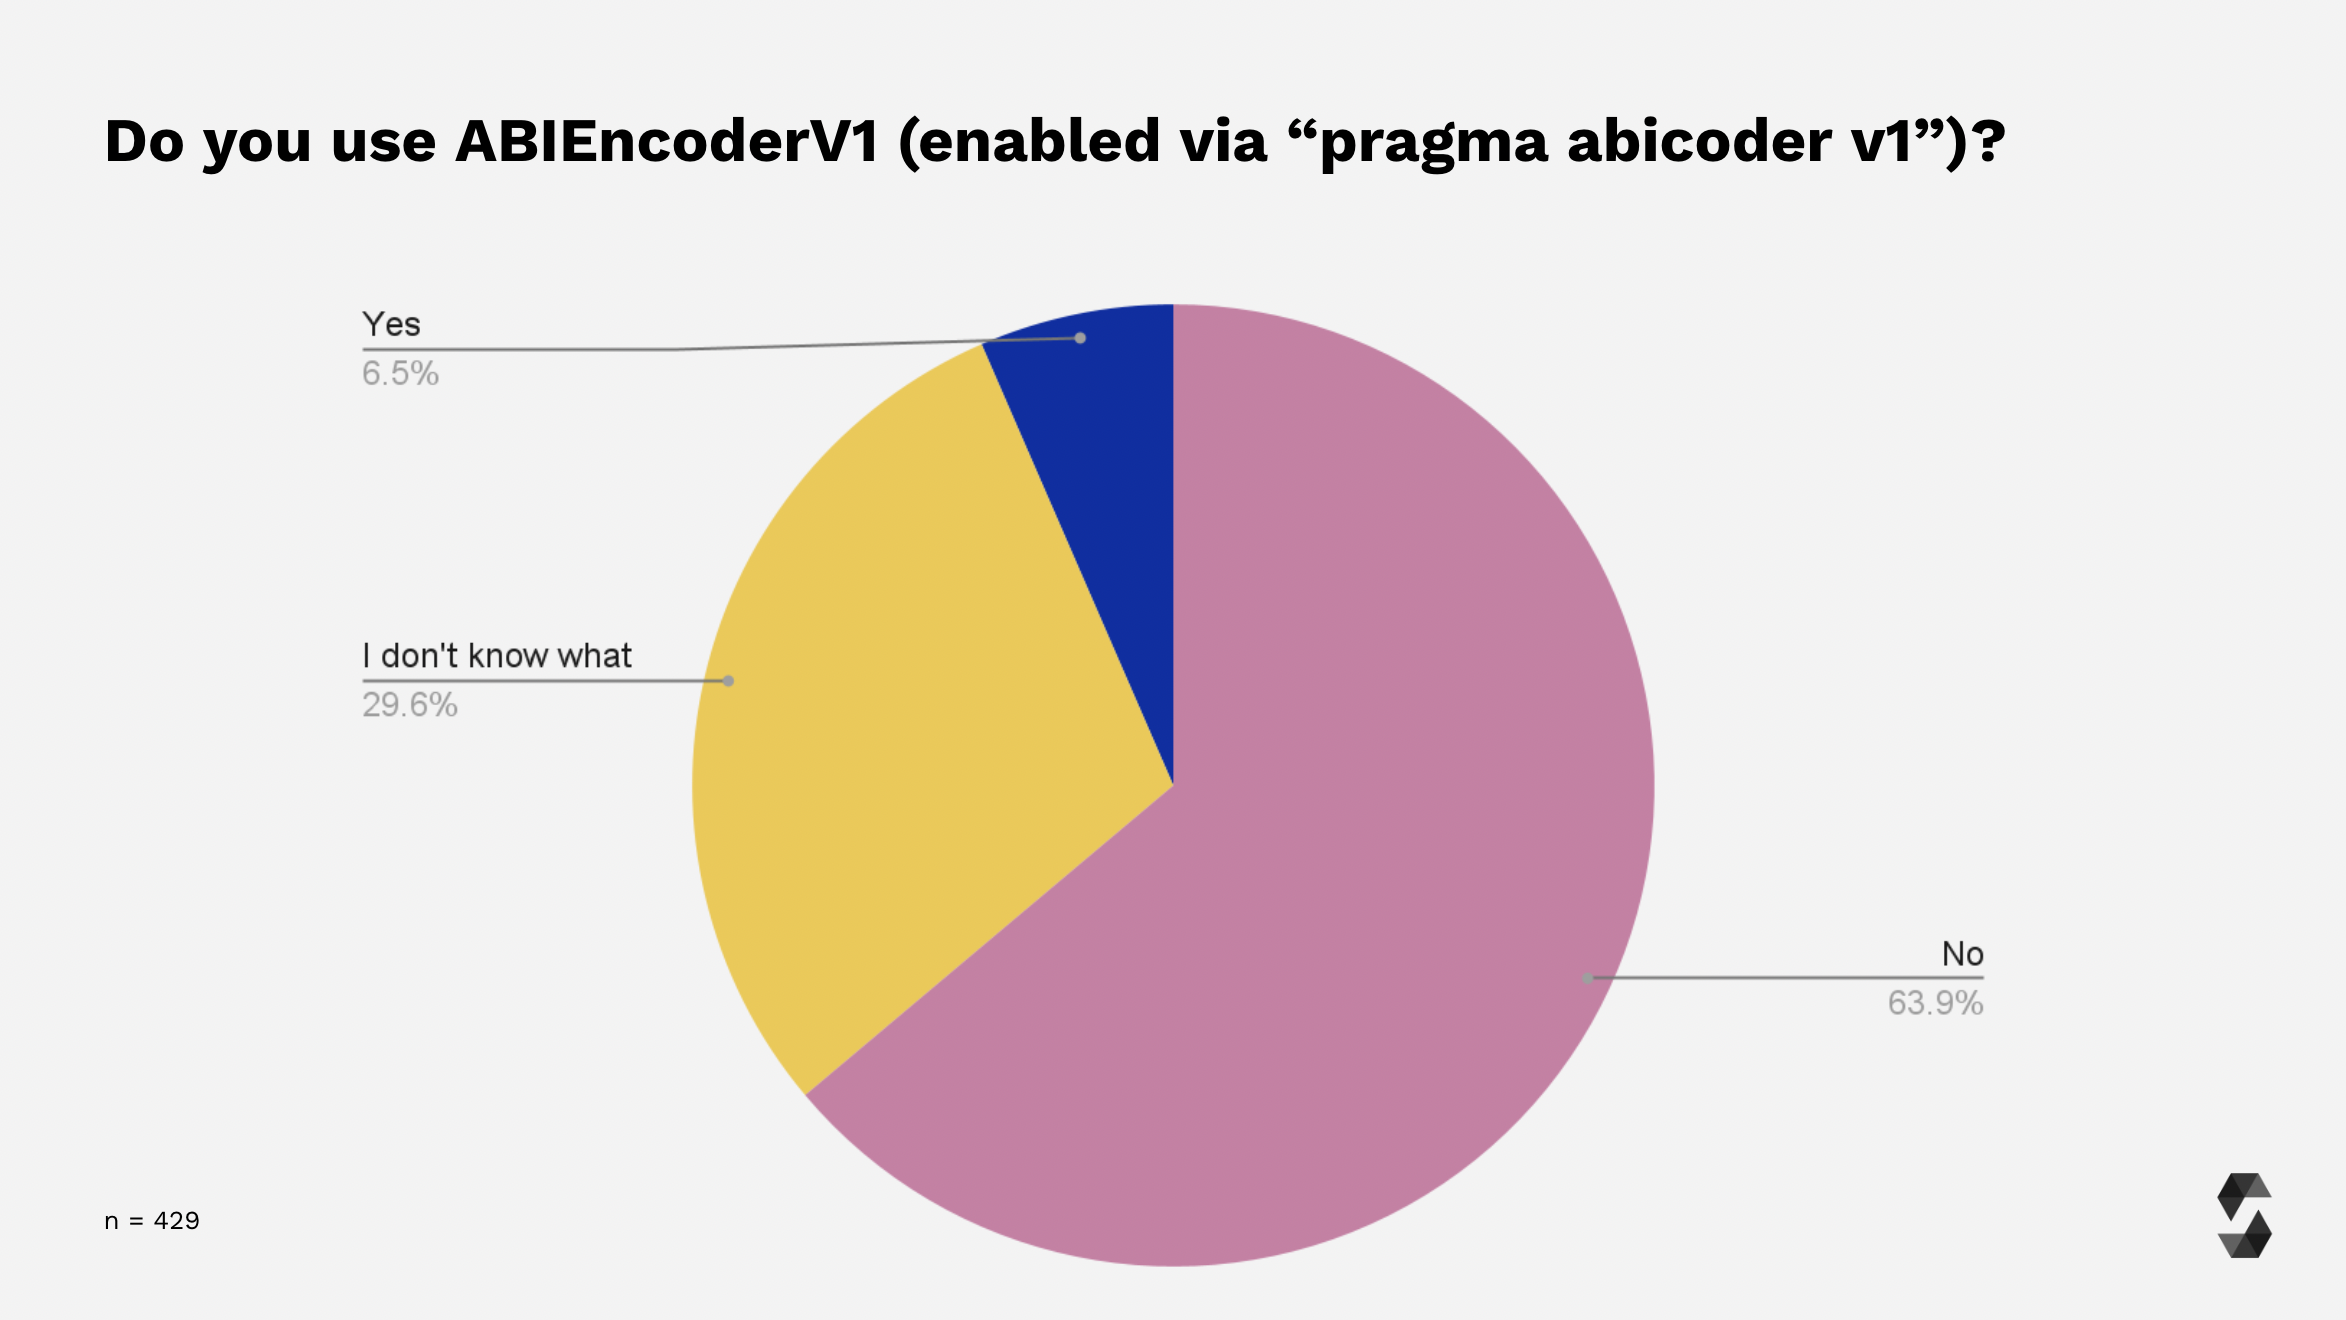 Do you use ABIEncoderV1 (enabled via “pragma abicoder v1”)?
Yes
6.5%
I don't know what
29.6%
No
63.9%
n = 429